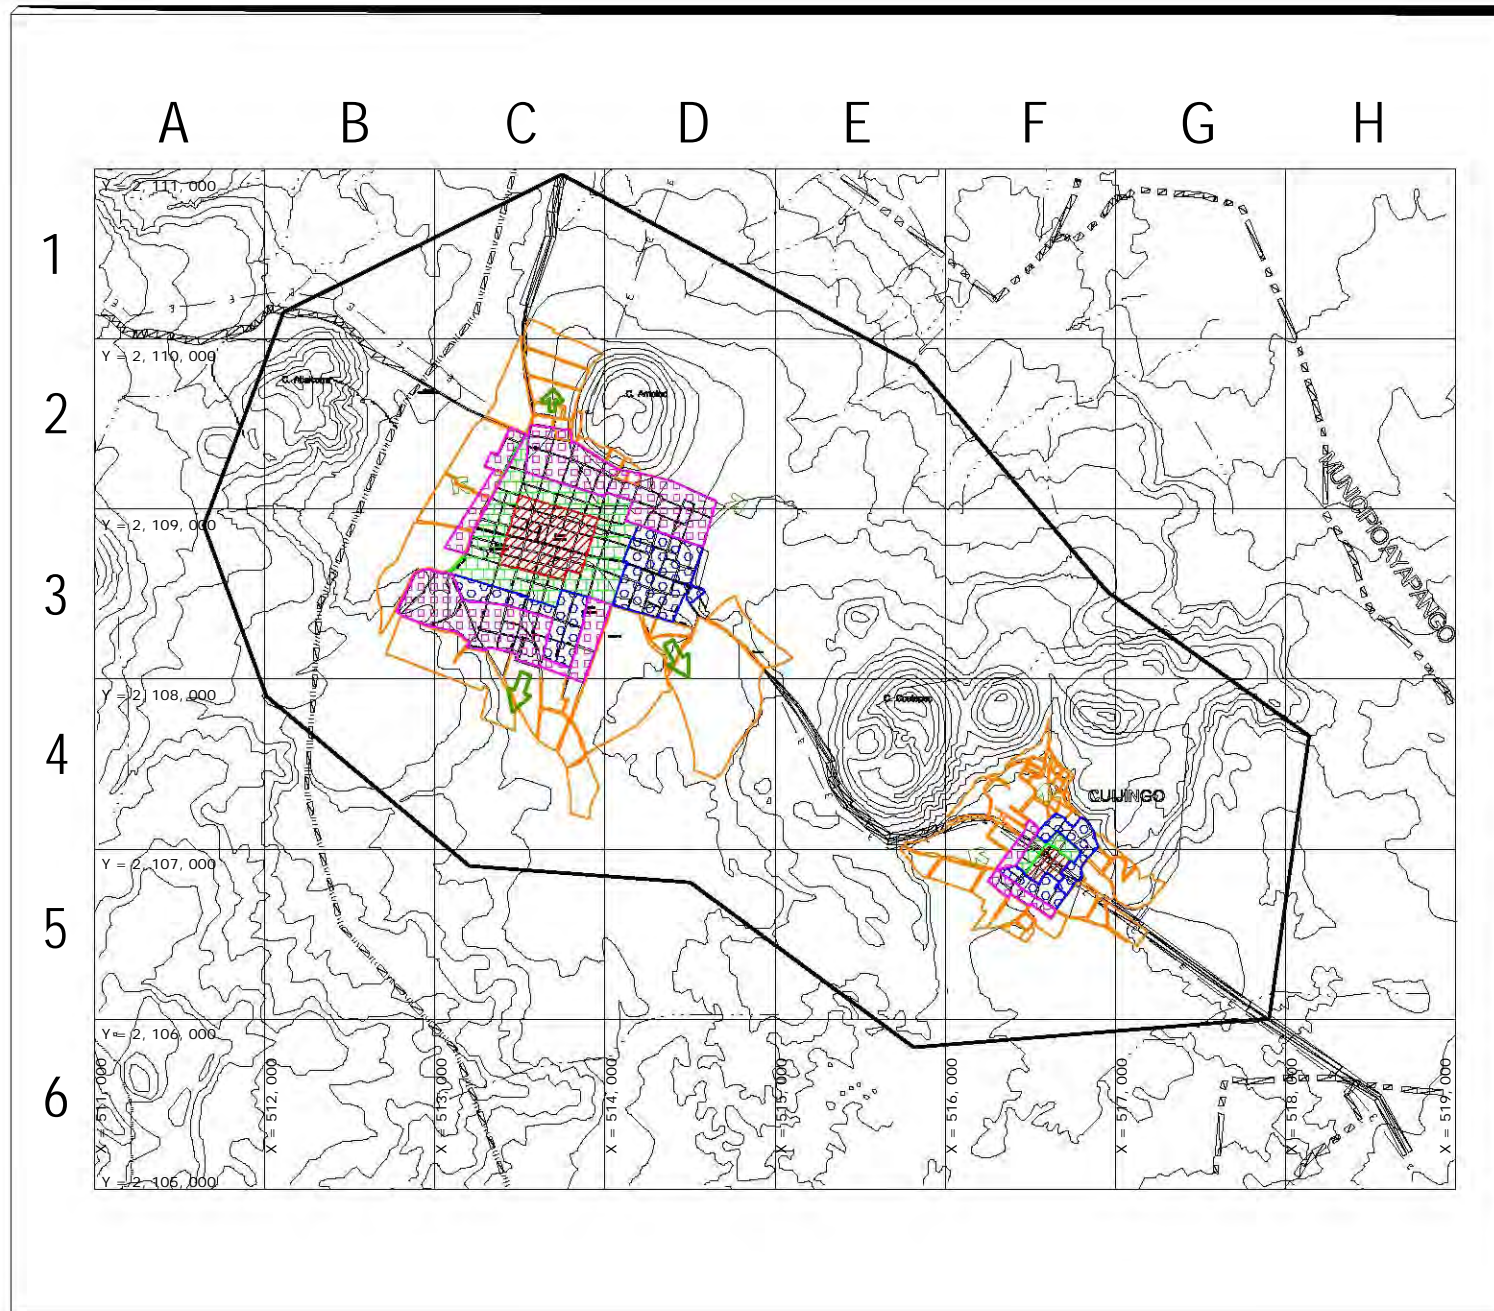 A B C D E F G H
1
Y = 2, 111, 000
Y = 2, 110, 000
2
C. Amoloc
Y = 2, 109, 000
MUNICIPIO AYAPANGO
3
Y = 2, 108, 000
4
CUIJINGO
Y = 2, 107, 000
5
Y = 2, 106, 000
6
X = 511, 000
X = 512, 000
X = 513, 000
X = 514, 000
X = 515, 000
X = 516, 000
X = 517, 000
X = 518, 000
X = 519, 000
Y = 2, 105, 000